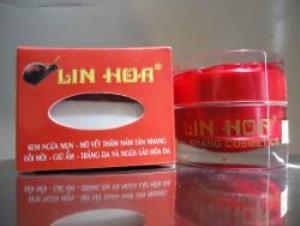 LIN HOA®
KEM NGỪA MỤN - MỜ VẾT THÂM NÁM TÀN NHANG
ĐỒI MỒI - GIỮ ẨM - TRẮNG DA VÀ NGỪA LÃO HÓA DA
LIN HOA
KHANG COSMETICS